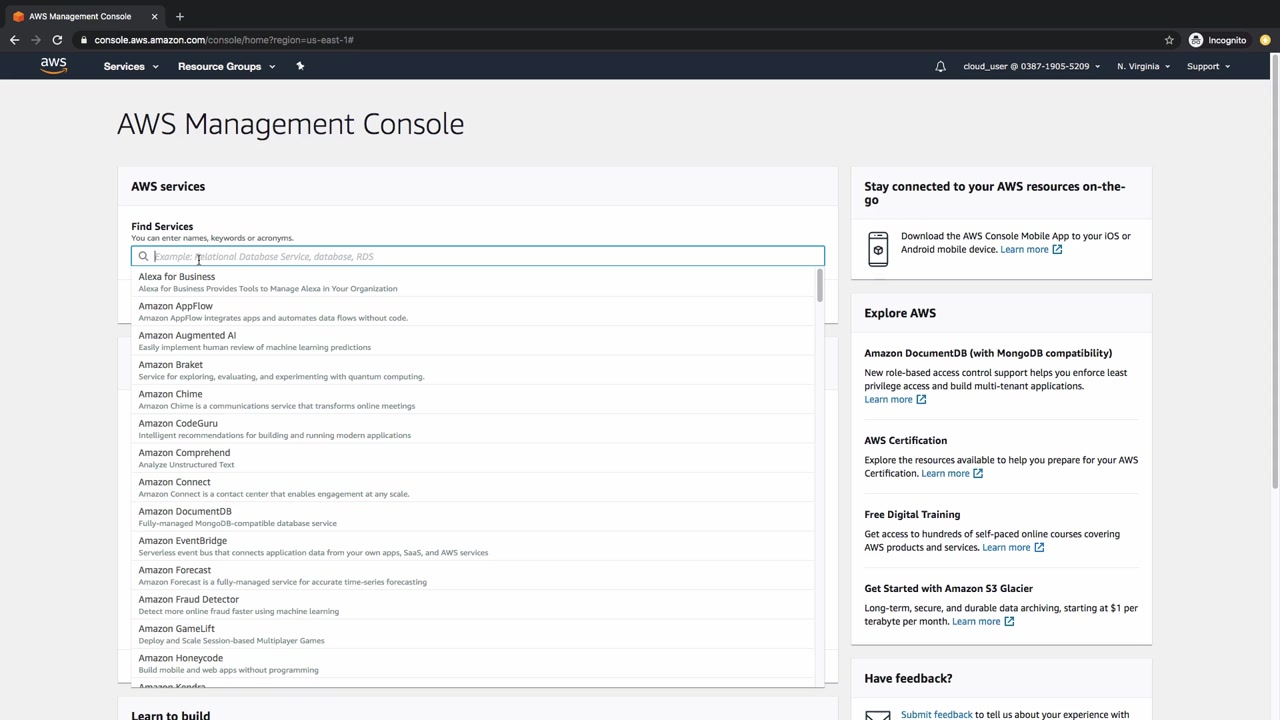 AWS Management Console
console.aws.amazon.com/console/home?region=us-east-1#
Incognito
aws
Services
Resource Groups
cloud_user @ 0387-1905-5209
N. Virginia
Support
AWS Management Console
AWS services
Find Services
You can enter names, keywords or acronyms.
Example: Relational Database Service, database, RDS
Alexa for Business
Alexa for Business Provides Tools to Manage Alexa in Your Organization
Amazon AppFlow
Amazon AppFlow integrates apps and automates data flows without code.
Amazon Augmented AI
Easily implement human review of machine learning predictions
Amazon Braket
Service for exploring, evaluating, and experimenting with quantum computing.
Amazon Chime
Amazon Chime is a communications service that transforms online meetings
Amazon CodeGuru
Intelligent recommendations for building and running modern applications
Amazon Comprehend
Analyze Unstructured Text
Amazon Connect
Amazon Connect is a contact center that enables engagement at any scale.
Amazon DocumentDB
Fully-managed MongoDB-compatible database service
Amazon EventBridge
Serverless event bus that connects application data from your own apps, SaaS, and AWS services
Amazon Forecast
Amazon Forecast is a fully-managed service for accurate time-series forecasting
Amazon Fraud Detector
Detect more online fraud faster using machine learning
Amazon GameLift
Deploy and Scale Session-based Multiplayer Games
Amazon Honeycode
Build mobile and web apps without programming
Amazon Kendra
Learn to build
Stay connected to your AWS resources on-the-
go
Download the AWS Console Mobile App to your iOS or
Android mobile device. Learn more
Explore AWS
Amazon DocumentDB (with MongoDB compatibility)
New role-based access control support helps you enforce least
privilege access and build multi-tenant applications.
Learn more
AWS Certification
Explore the resources available to help you prepare for your AWS
Certification. Learn more
Free Digital Training
Get access to hundreds of self-paced online courses covering
AWS products and services. Learn more
Get Started with Amazon S3 Glacier
Long-term, secure, and durable data archiving, starting at $1 per
terabyte per month. Learn more
Have feedback?
Submit feedback to tell us about your experience with